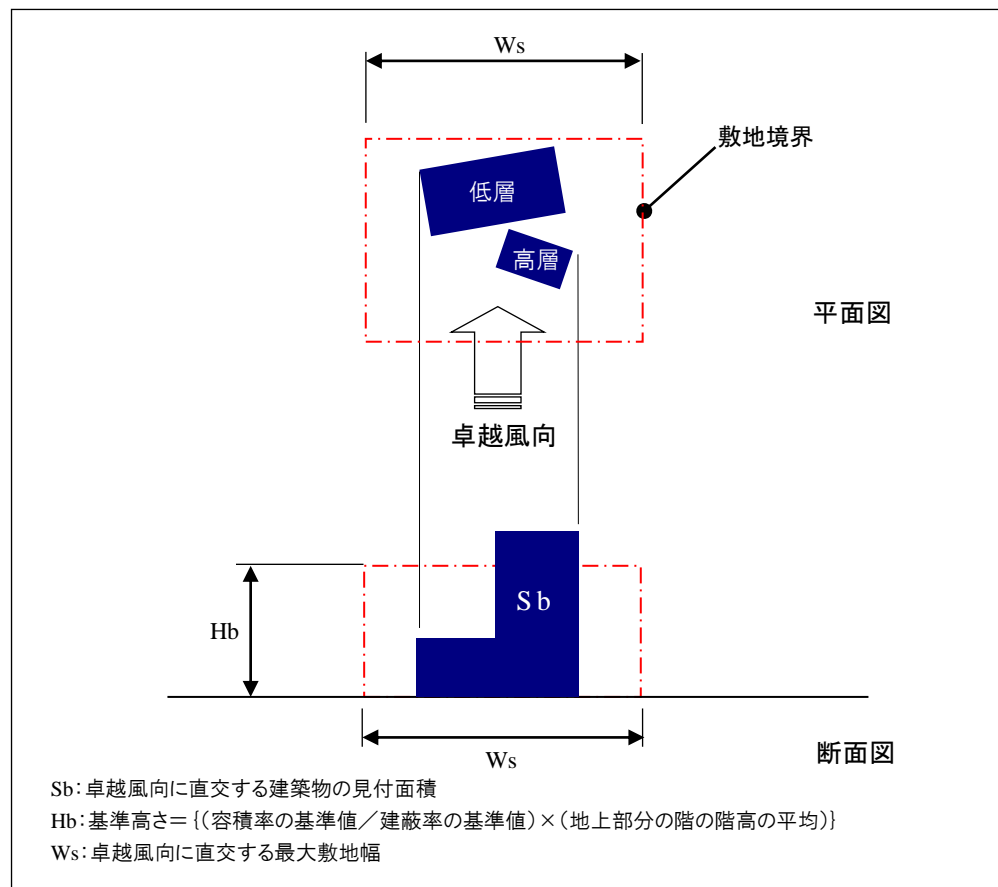 Ws
敷地境界
低層
高層
平面図
卓越風向
Sb
Hb
Ws
断面図
Sb：卓越風向に直交する建築物の見付面積
Hb：基準高さ＝｛（容積率の基準値／建蔽率の基準値）×（地上部分の階の階高の平均）｝
Ws：卓越風向に直交する最大敷地幅